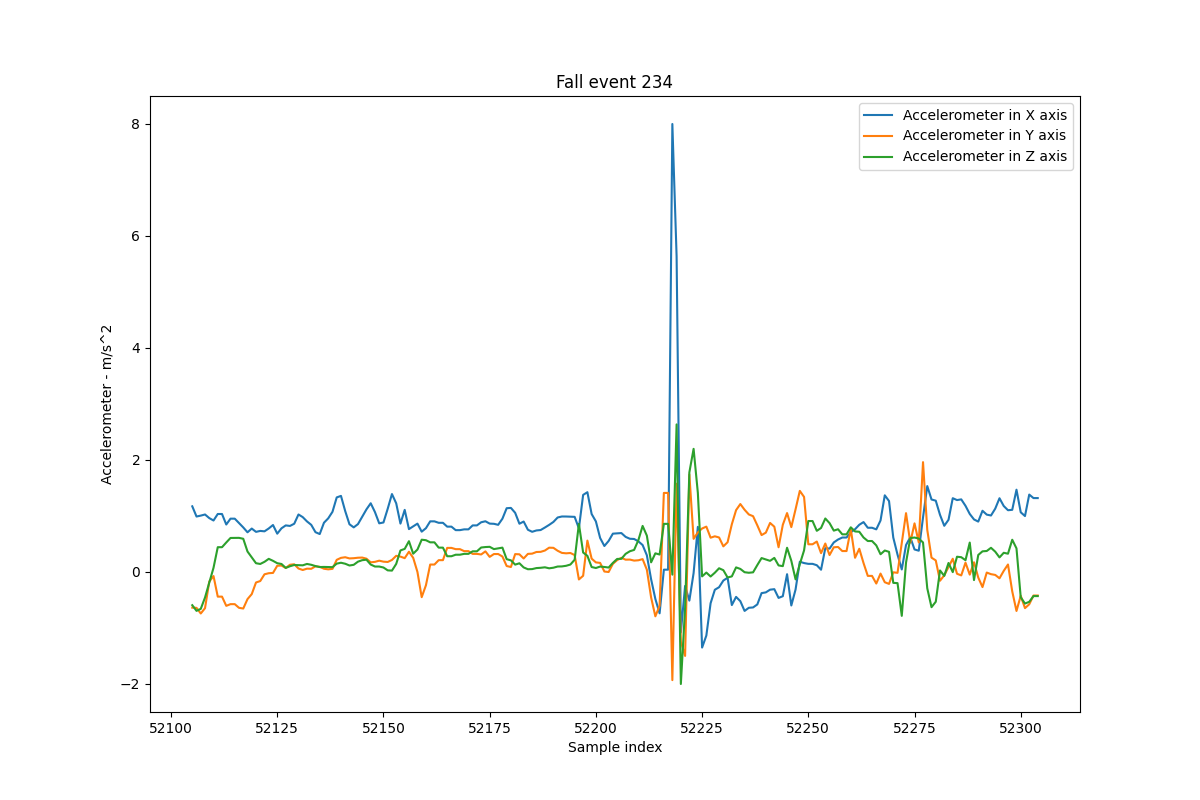 Fall event 234
Accelerometer in X axis
Accelerometer in Y axis
Accelerometer in Z axis
Accelerometer - m/s^2
8
6
4
2
0
−2
52100 52125 52150 52175 52200 52225 52250 52275 52300
Sample index